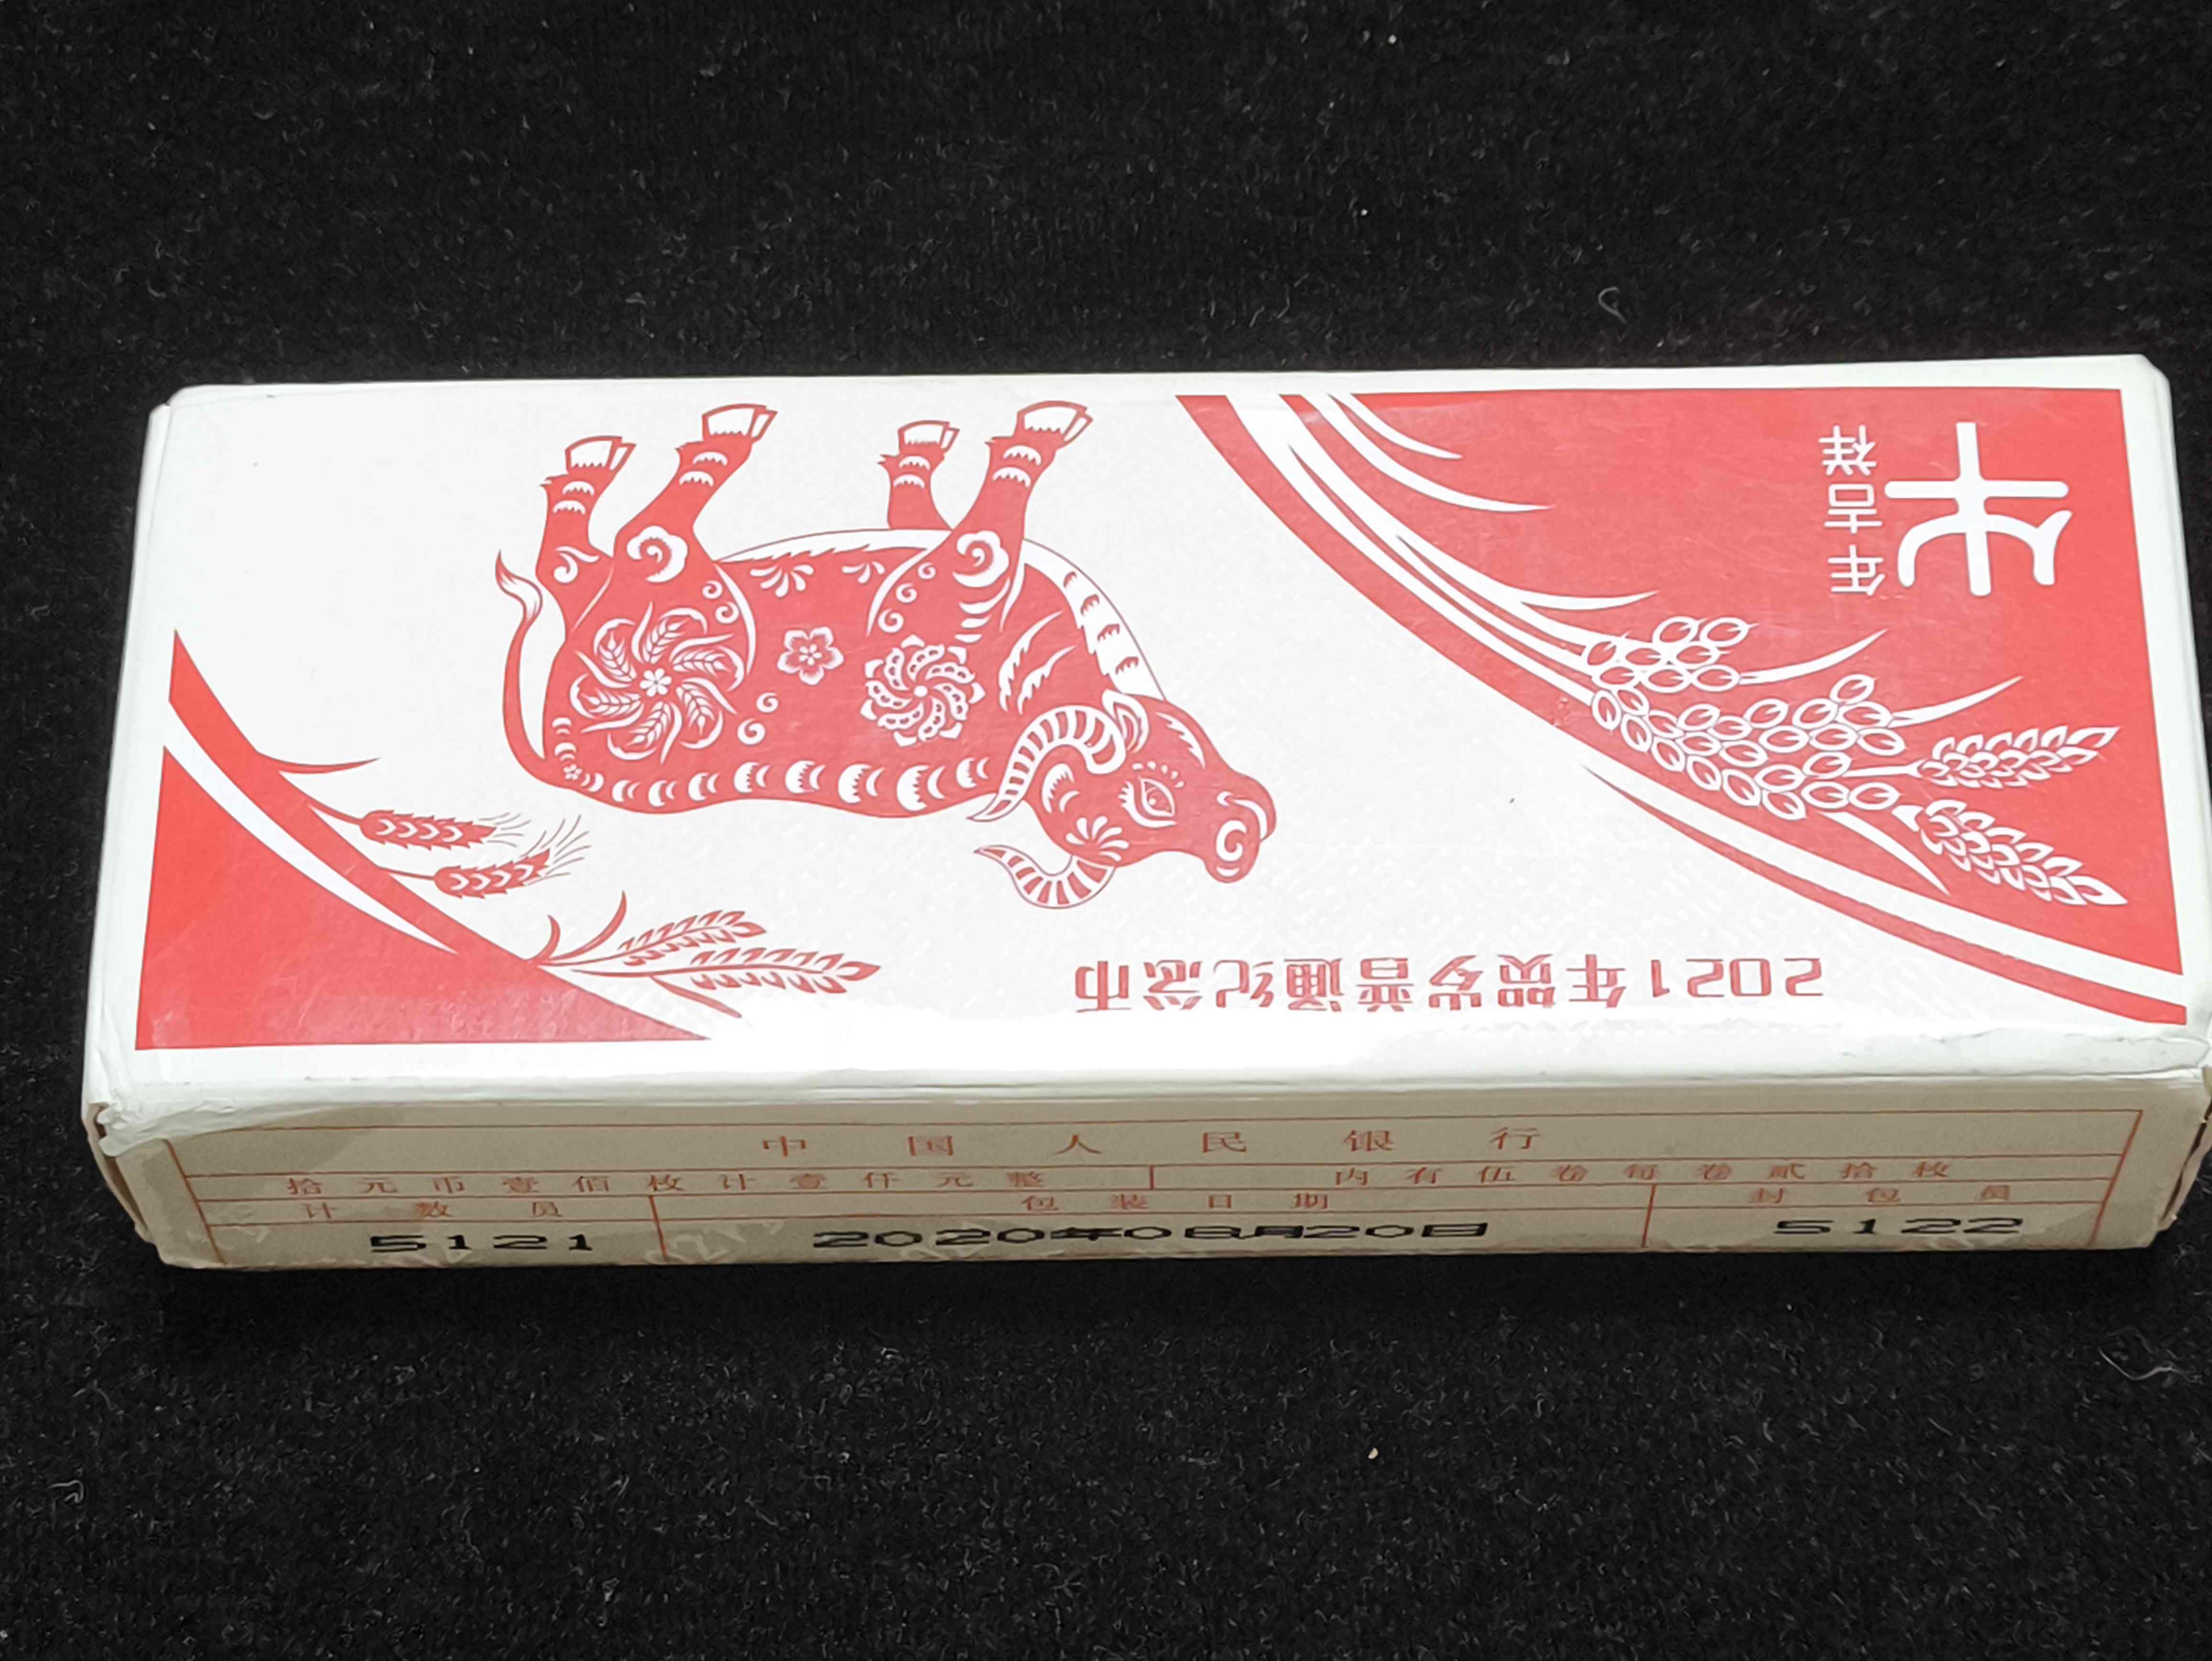 牛
年吉祥
2021年贺岁普通纪念币
中国人民银行
拾元币壹佰枚计壹仟元整 内有伍卷每卷贰拾枚
计数员 包装日期 封包员
5121 2020年08月20日 5122